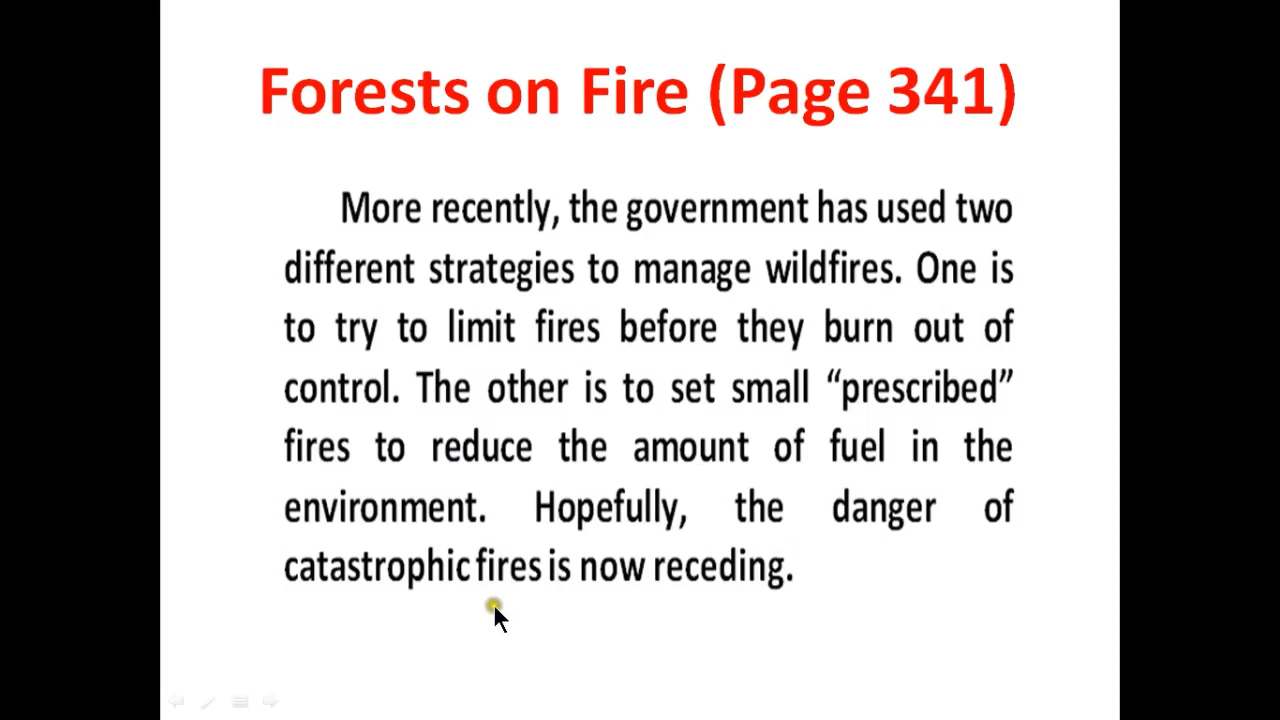 Forests on Fire (Page 341)
More recently, the government has used two
different strategies to manage wildfires. One is
to try to limit fires before they burn out of
control. The other is to set small “prescribed”
fires to reduce the amount of fuel in the
environment. Hopefully, the danger of
catastrophic fires is now receding.